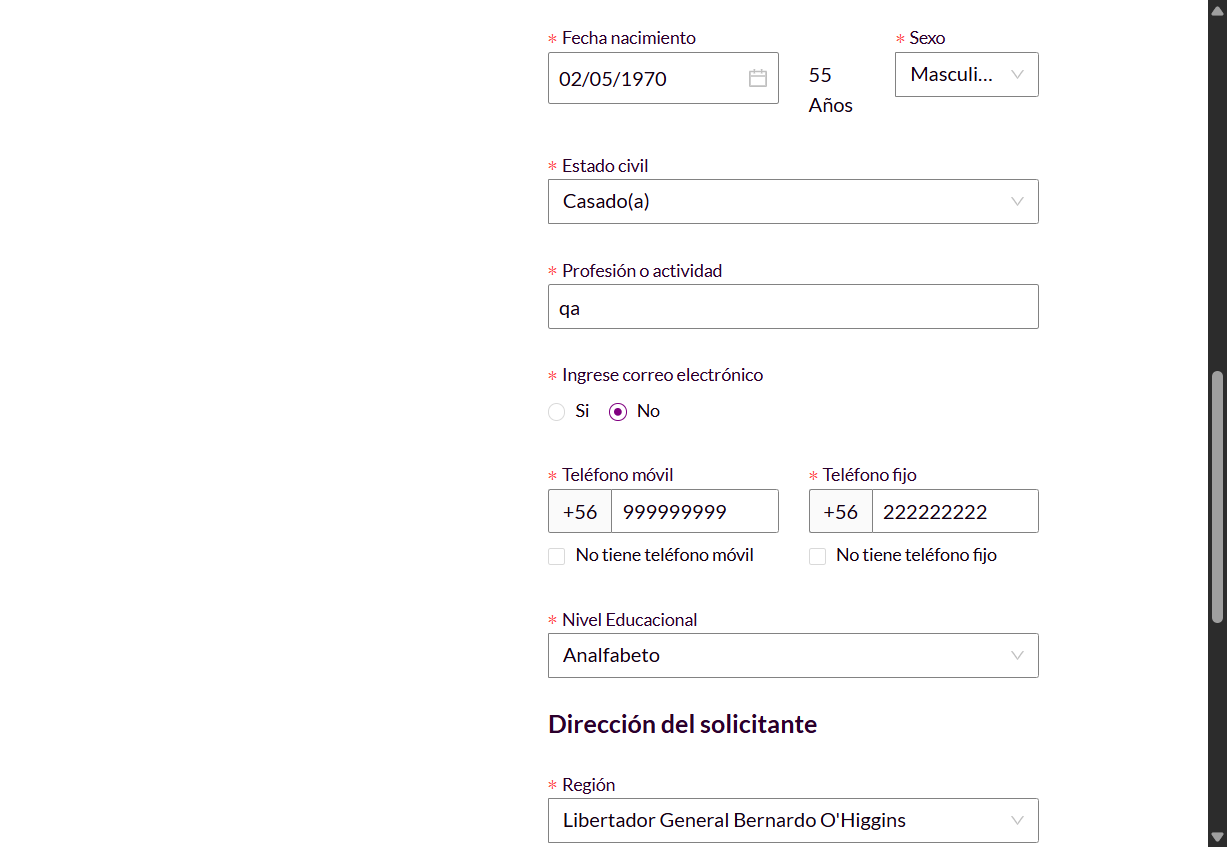 * Fecha nacimiento
* Sexo
02/05/1970
55
Años
Masculi...
* Estado civil
Casado(a)
* Profesión o actividad
qa
* Ingrese correo electrónico
Si
No
* Teléfono móvil
* Teléfono fijo
+56 999999999
+56 222222222
No tiene teléfono móvil
No tiene teléfono fijo
* Nivel Educacional
Analfabeto
Dirección del solicitante
* Región
Libertador General Bernardo O'Higgins